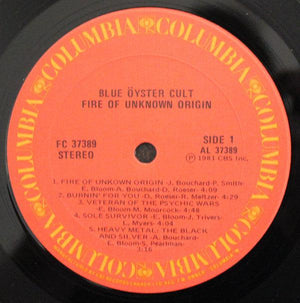 COLUMBIA COLUMBIA COLUMBIA COLUMBIA COLUMBIA COLUMBIA
BLUE ÖYSTER CULT
FIRE OF UNKNOWN ORIGIN
FC 37389
STEREO
SIDE 1
AL 37389
℗ 1981 CBS Inc.
1. FIRE OF UNKNOWN ORIGIN -J. Bouchard-P. Smith-
E. Bloom-A. Bouchard-D. Roeser- 4:09
2. BURNIN' FOR YOU -D. Roeser-R. Meltzer- 4:29
3. VETERAN OF THE PSYCHIC WARS
-E. Bloom-M. Moorcock- 4:48
4. SOLE SURVIVOR -E. Bloom-J. Trivers-
L. Myers- 4:04
5. HEAVY METAL: THE BLACK
AND SILVER -A. Bouchard-
E. Bloom-S. Pearlman-
3:16